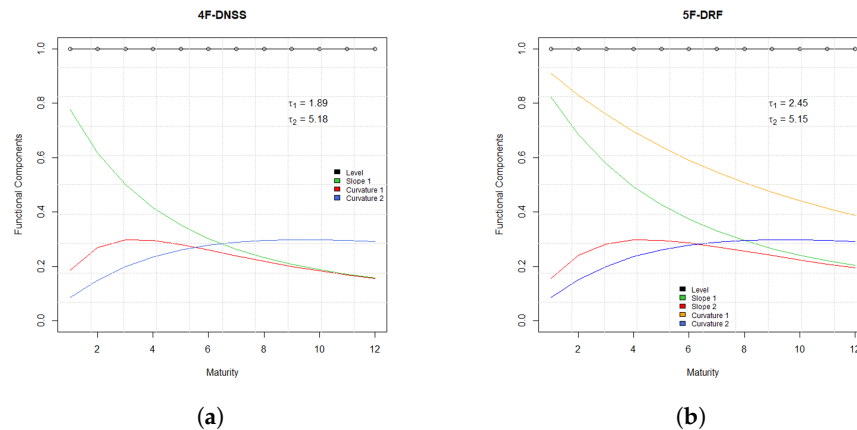 4F-DNSS
1.0
0.8
0.6
0.4
0.2
0.0
Functional Components
τ1 = 1.89
τ2 = 5.18
Level
Slope 1
Curvature 1
Curvature 2
2 4 6 8 10 12
Maturity
(a)
5F-DRF
1.0
0.8
0.6
0.4
0.2
0.0
Functional Components
τ1 = 2.45
τ2 = 5.15
Level
Slope 1
Slope 2
Curvature 1
Curvature 2
2 4 6 8 10 12
Maturity
(b)